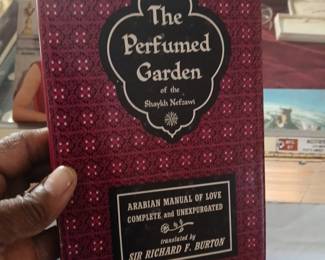 The
Perfumed
Garden
of the
Shaykh Nefzawi
ARABIAN MANUAL OF LOVE
COMPLETE and UNEXPURGATED
translated by
SIR RICHARD F. BURTON